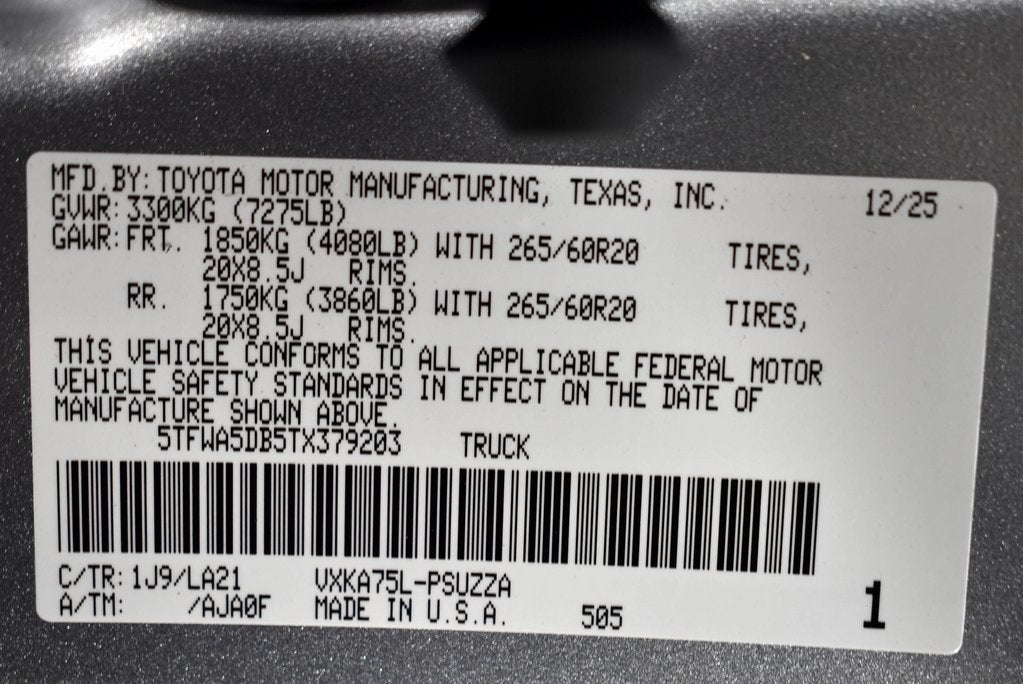 MFD.BY: TOYOTA MOTOR MANUFACTURING, TEXAS, INC. 12/25
GVWR: 3300KG (7275LB)
GAWR: FRT. 1850KG (4080LB) WITH 265/60R20 TIRES,
20X8.5J RIMS.
RR. 1750KG (3860LB) WITH 265/60R20 TIRES,
20X8.5J RIMS.
THIS VEHICLE CONFORMS TO ALL APPLICABLE FEDERAL MOTOR
VEHICLE SAFETY STANDARDS IN EFFECT ON THE DATE OF
MANUFACTURE SHOWN ABOVE.
5TFWA5DB5TX379203 TRUCK
C/TR: 1J9/LA21 VXKA75L-PSUZZA
A/TM: /AJA0F MADE IN U.S.A. 505 1